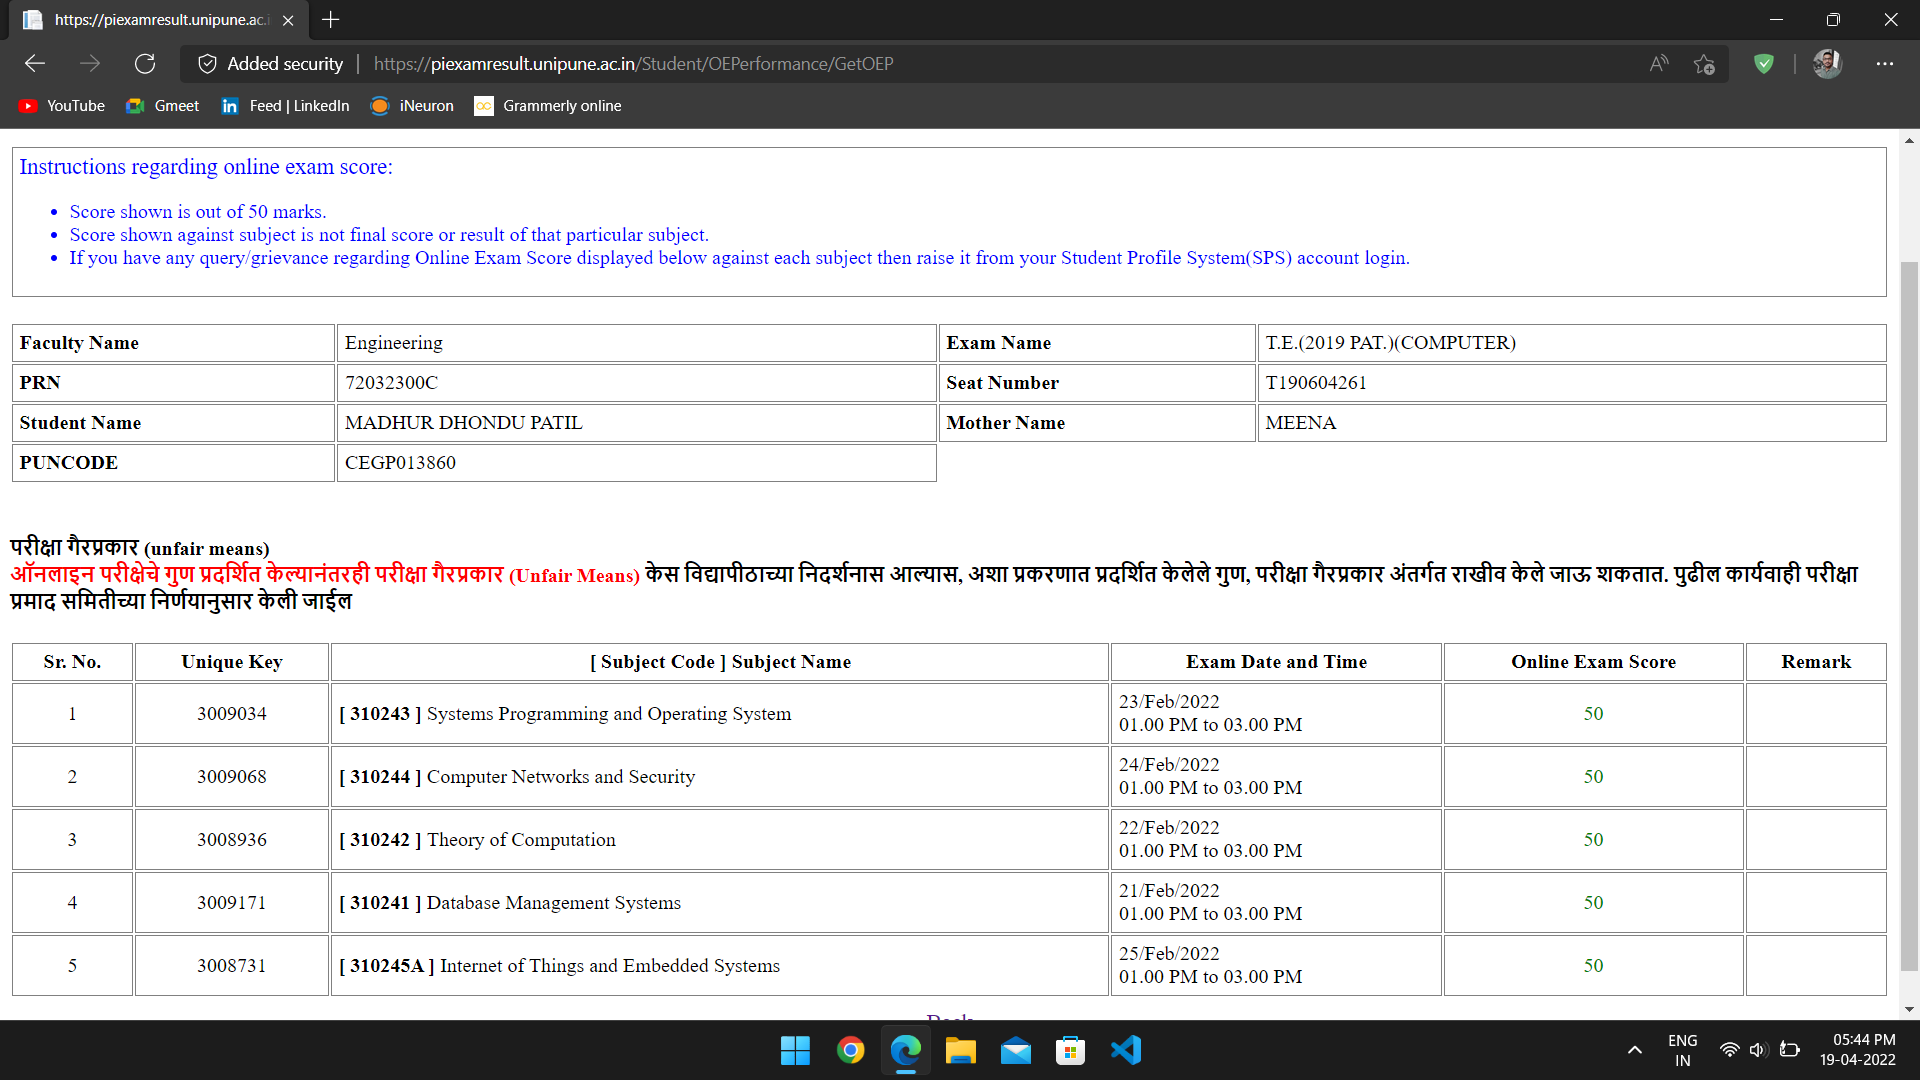 https://piexamresult.unipune.ac.i
Added security | https://piexamresult.unipune.ac.in/Student/OEPerformance/GetOEP
YouTube Gmeet Feed | LinkedIn iNeuron Grammerly online
Instructions regarding online exam score:
• Score shown is out of 50 marks.
• Score shown against subject is not final score or result of that particular subject.
• If you have any query/grievance regarding Online Exam Score displayed below against each subject then raise it from your Student Profile System(SPS) account login.
Faculty Name Engineering Exam Name T.E.(2019 PAT.)(COMPUTER)
PRN 72032300C Seat Number T190604261
Student Name MADHUR DHONDU PATIL Mother Name MEENA
PUNCODE CEGP013860
परीक्षा गैरप्रकार (unfair means)
ऑनलाइन परीक्षेचे गुण प्रदर्शित केल्यानंतरही परीक्षा गैरप्रकार (Unfair Means) केस विद्यापीठाच्या निदर्शनास आल्यास, अशा प्रकरणात प्रदर्शित केलेले गुण, परीक्षा गैरप्रकार अंतर्गत राखीव केले जाऊ शकतात. पुढील कार्यवाही परीक्षा
प्रमाद समितीच्या निर्णयानुसार केली जाईल
Sr. No. Unique Key [ Subject Code ] Subject Name Exam Date and Time Online Exam Score Remark
1 3009034 [ 310243 ] Systems Programming and Operating System 23/Feb/2022 01.00 PM to 03.00 PM 50
2 3009068 [ 310244 ] Computer Networks and Security 24/Feb/2022 01.00 PM to 03.00 PM 50
3 3008936 [ 310242 ] Theory of Computation 22/Feb/2022 01.00 PM to 03.00 PM 50
4 3009171 [ 310241 ] Database Management Systems 21/Feb/2022 01.00 PM to 03.00 PM 50
5 3008731 [ 310245A ] Internet of Things and Embedded Systems 25/Feb/2022 01.00 PM to 03.00 PM 50
ENG 05:44 PM
IN 19-04-2022